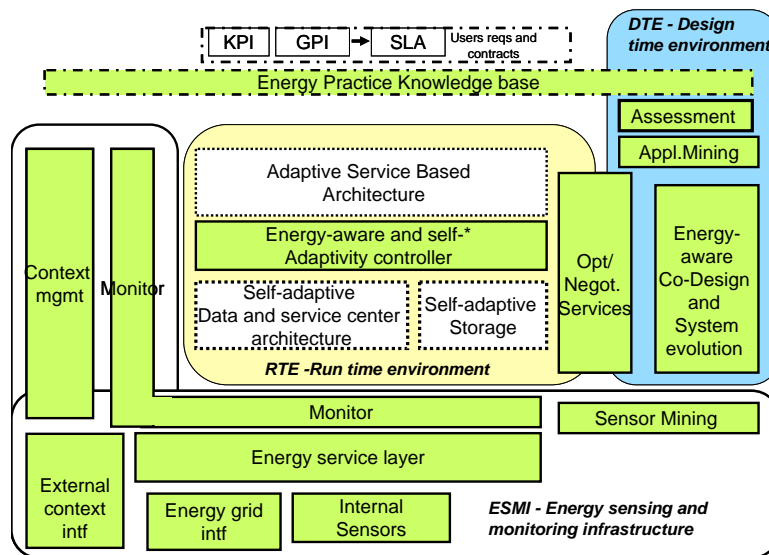 DTE - Design
time environment
KPI
GPI
SLA
Users reqs and
contracts
Energy Practice Knowledge base
Assessment
Appl.Mining
Adaptive Service Based
Architecture
Energy-aware and self-*
Adaptivity controller
Context
mgmt
Monitor
Opt/
Negot.
Services
Energy-
aware
Co-Design
and
System
evolution
Self-adaptive
Data and service center
architecture
Self-adaptive
Storage
RTE -Run time environment
Monitor
Sensor Mining
Energy service layer
External
context
intf
Energy grid
intf
Internal
Sensors
ESMI - Energy sensing and
monitoring infrastructure